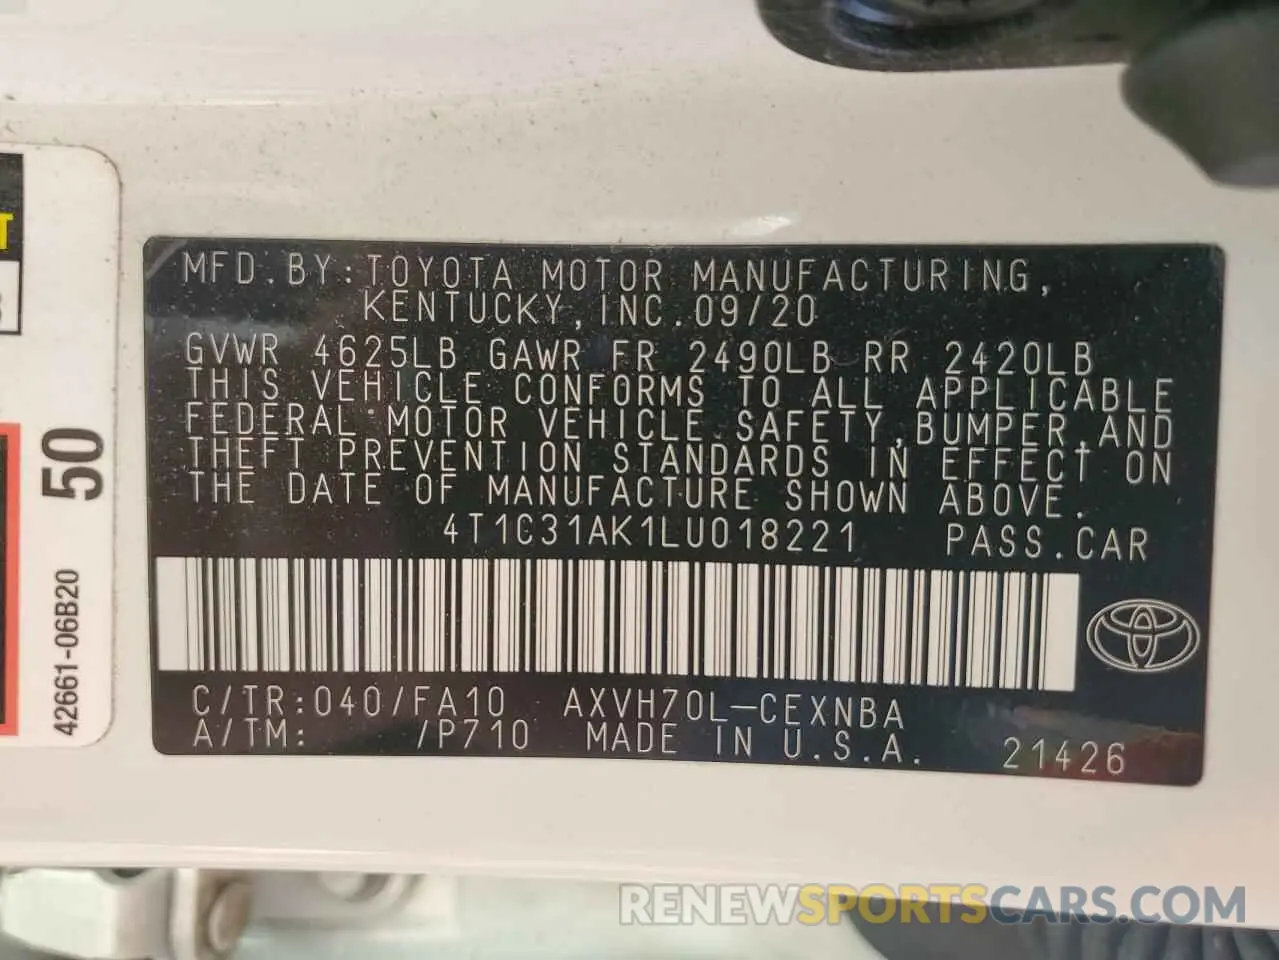 MFD.BY:TOYOTA MOTOR MANUFACTURING,
KENTUCKY, INC. 09/20
GVWR 4625LB GAWR FR 2490LB RR 2420LB
THIS VEHICLE CONFORMS TO ALL APPLICABLE
FEDERAL MOTOR VEHICLE SAFETY, BUMPER, AND
THEFT PREVENTION STANDARDS IN EFFECT ON
THE DATE OF MANUFACTURE SHOWN ABOVE.
4T1C31AK1LU018221 PASS.CAR
C/TR:040/FA10 AXVH70L-CEXNBA
A/TM: /P710 MADE IN U.S.A. 21426
50
42661-06B20
RENEWSPORTSCARS.COM